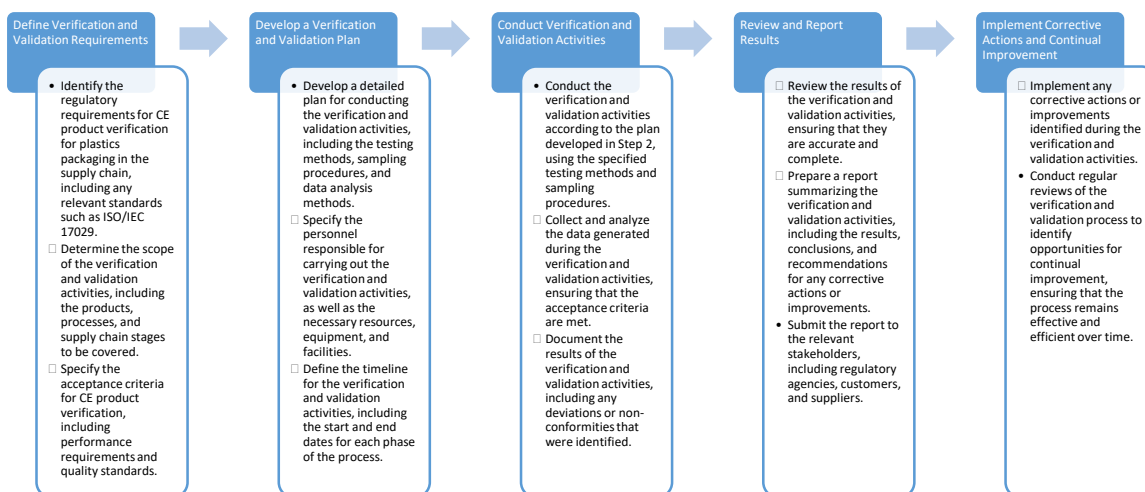 Define Verification and
Validation Requirements
• Identify the
regulatory
requirements for CE
product verification
for plastics
packaging in the
supply chain,
including any
relevant standards
such as ISO/IEC
17029.
□ Determine the scope
of the verification
and validation
activities, including
the products,
processes, and
supply chain stages
to be covered.
□ Specify the
acceptance criteria
for CE product
verification,
including
performance
requirements and
quality standards.
Develop a Verification
and Validation Plan
• Develop a detailed
plan for conducting
the verification and
validation activities,
including the testing
methods, sampling
procedures, and
data analysis
methods.
□ Specify the
personnel
responsible for
carrying out the
verification and
validation activities,
as well as the
necessary resources,
equipment, and
facilities.
□ Define the timeline
for the verification
and validation
activities, including
the start and end
dates for each phase
of the process.
Conduct Verification and
Validation Activities
• Conduct the
verification and
validation activities
according to the plan
developed in Step 2,
using the specified
testing methods and
sampling
procedures.
□ Collect and analyze
the data generated
during the
verification and
validation activities,
ensuring that the
acceptance criteria
are met.
□ Document the
results of the
verification and
validation activities,
including any
deviations or non-
conformities that
were identified.
Review and Report
Results
□ Review the results of
the verification and
validation activities,
ensuring that they
are accurate and
complete.
□ Prepare a report
summarizing the
verification and
validation activities,
including the results,
conclusions, and
recommendations
for any corrective
actions or
improvements.
• Submit the report to
the relevant
stakeholders,
including regulatory
agencies, customers,
and suppliers.
Implement Corrective
Actions and Continual
Improvement
□ Implement any
corrective actions or
improvements
identified during the
verification and
validation activities.
• Conduct regular
reviews of the
verification and
validation process to
identify
opportunities for
continual
improvement,
ensuring that the
process remains
effective and
efficient over time.